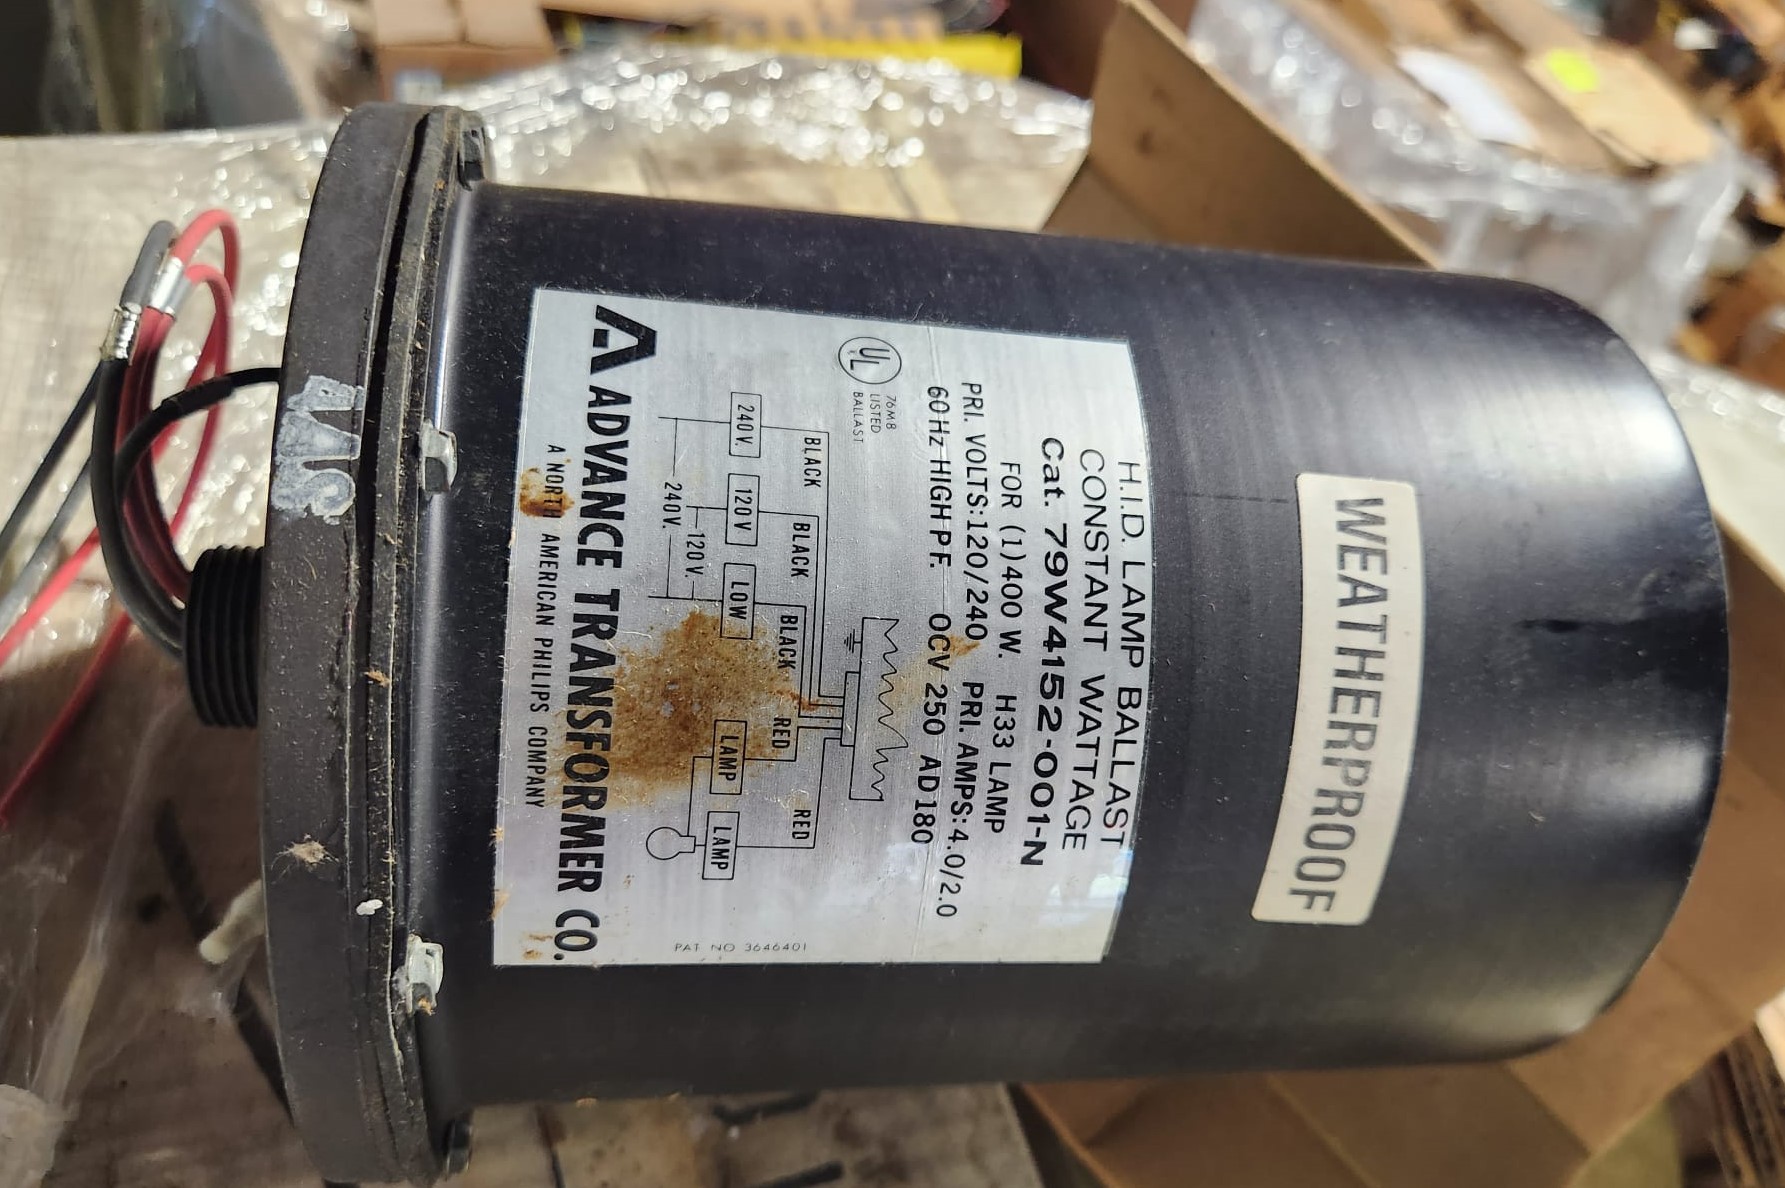 WEATHERPROOF
H.I.D. LAMP BALLAST
CONSTANT WATTAGE
Cat. 79W4152-001-N
FOR (1)400 W. H33 LAMP
PRI. VOLTS:120/240 PRI. AMPS:4.0/2.0
60Hz HIGH P.F. OCV 250 AD180
UL
76M8
LISTED
BALLAST
BLACK
BLACK
BLACK
RED
RED
240V.
120V
LOW
LAMP
LAMP
120V.
240V.
PAT NO 3646401
ADVANCE TRANSFORMER CO.
A NORTH AMERICAN PHILIPS COMPANY